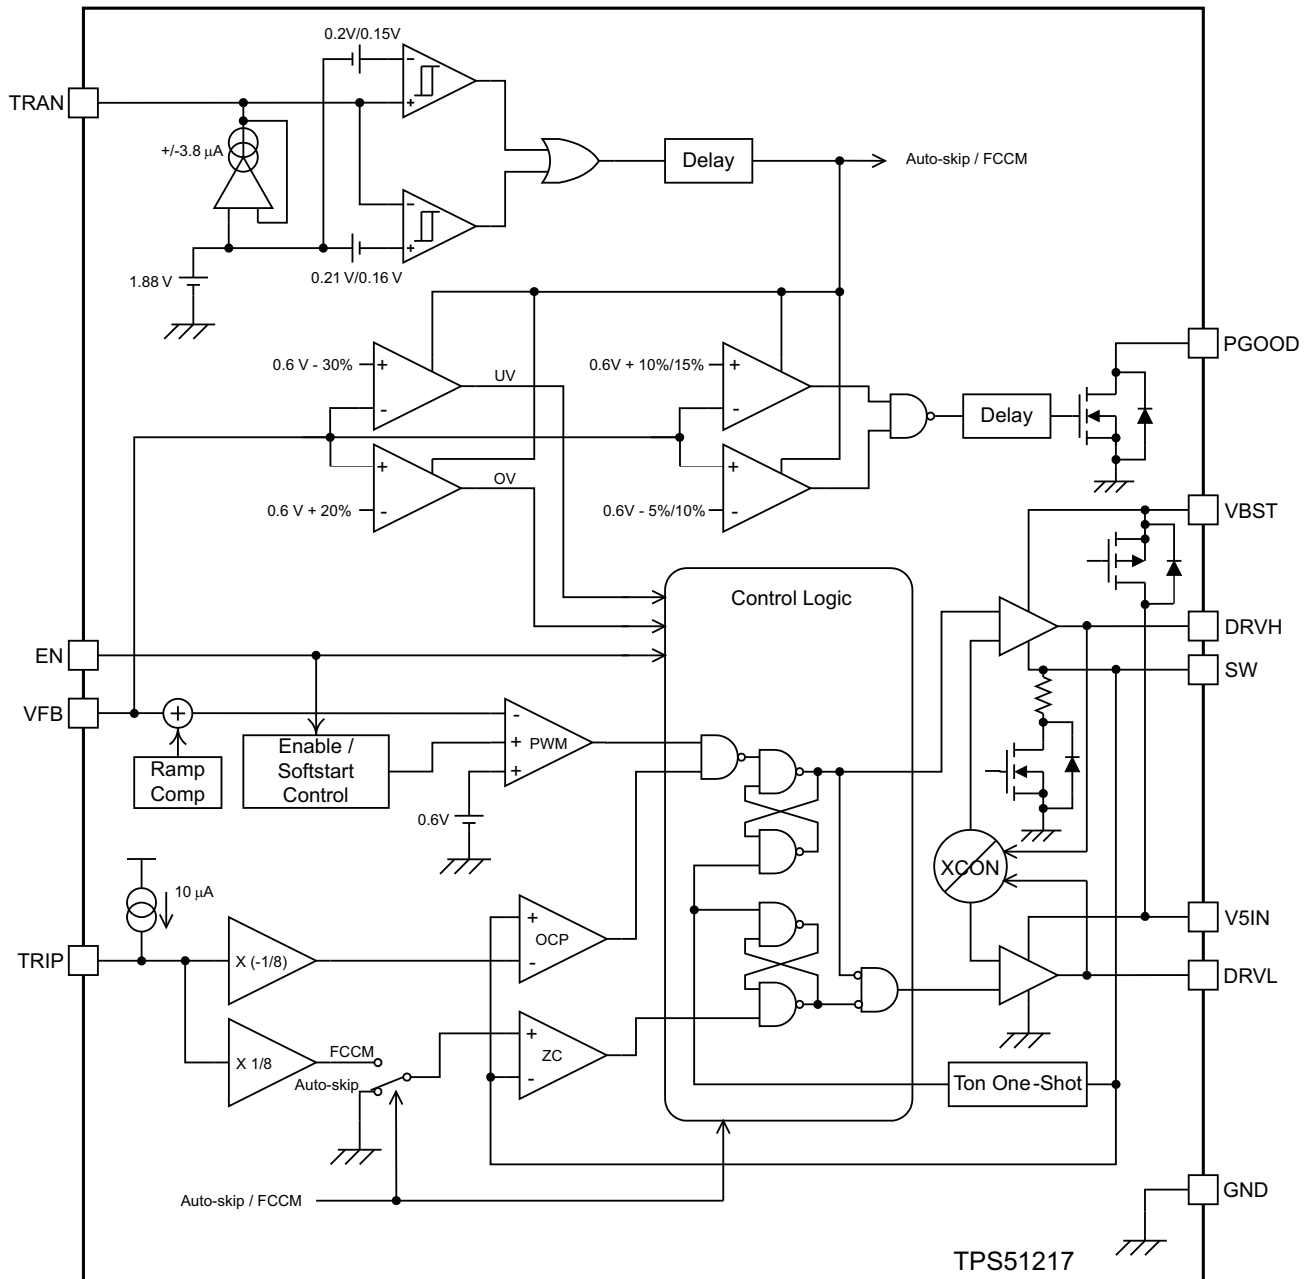 0.2V/0.15V
-
+
TRAN
+/-3.8 μA
Delay
Auto-skip / FCCM
-
+
1.88 V
0.21 V/0.16 V
PGOOD
0.6 V - 30%
+
UV
-
0.6V + 10%/15%
+
-
Delay
+
OV
0.6 V + 20%
-
+
0.6V - 5%/10%
-
VBST
Control Logic
DRVH
EN
SW
VFB
+
-
+
PWM
+
Enable /
Softstart
Control
Ramp
Comp
0.6V
XCON
10 μA
+
OCP
-
V5IN
TRIP
X (-1/8)
DRVL
+
ZC
-
X 1/8
FCCM
Auto-skip
Ton One-Shot
Auto-skip / FCCM
GND
TPS51217